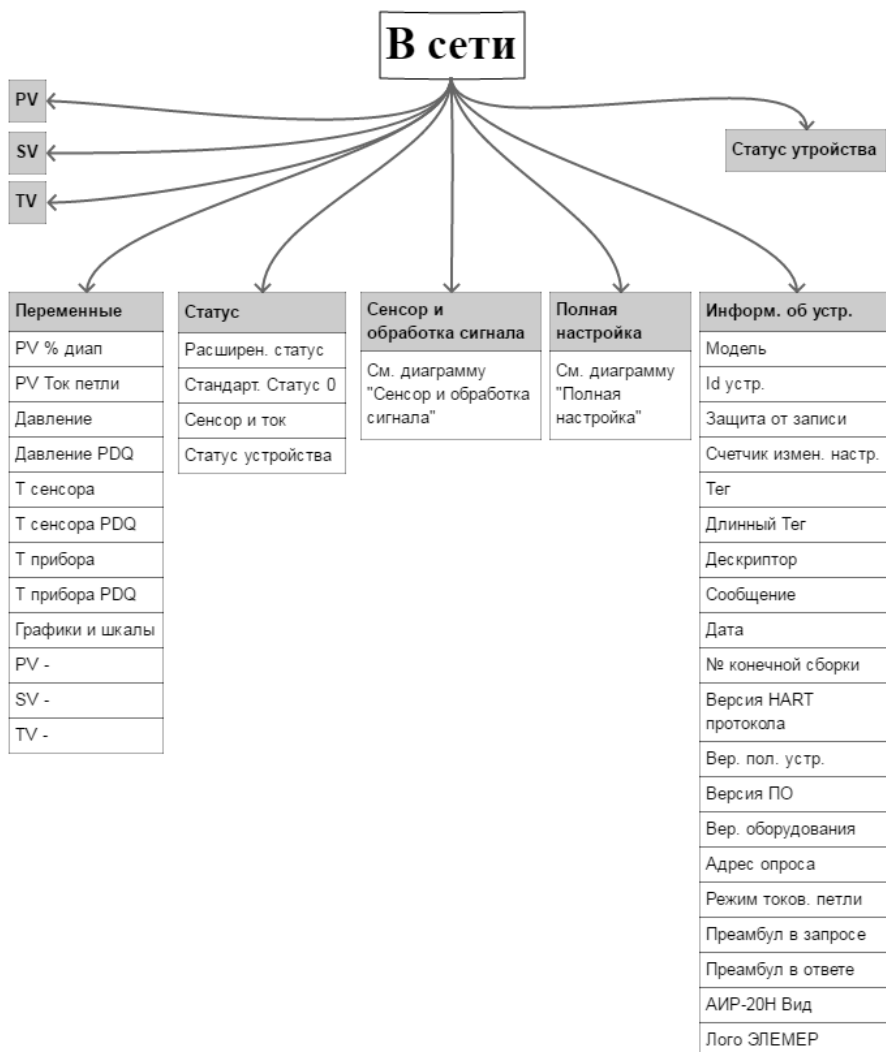 В сети
PV
SV
TV
Статус утройства
Переменные
PV % диап
PV Ток петли
Давление
Давление PDQ
Т сенсора
Т сенсора PDQ
Т прибора
Т прибора PDQ
Графики и шкалы
PV -
SV -
TV -
Статус
Расширен. статус
Стандарт. Статус 0
Сенсор и ток
Статус устройства
Сенсор и
обработка сигнала
См. диаграмму
"Сенсор и обработка
сигнала"
Полная
настройка
См. диаграмму
"Полная
настройка"
Информ. об устр.
Модель
Id устр.
Защита от записи
Счетчик измен. настр.
Тег
Длинный Тег
Дескриптор
Сообщение
Дата
№ конечной сборки
Версия HART
протокола
Вер. пол. устр.
Версия ПО
Вер. оборудования
Адрес опроса
Режим токов. петли
Преамбул в запросе
Преамбул в ответе
АИР-20Н Вид
Лого ЭЛЕМЕР